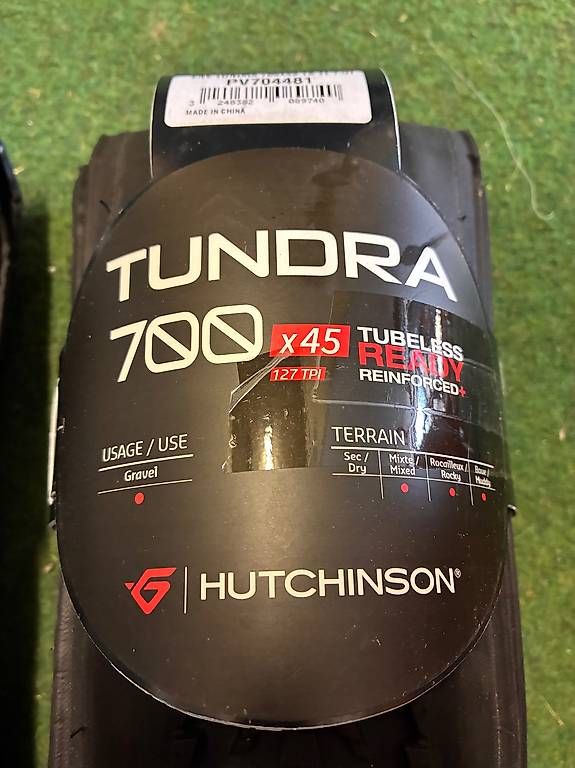 PV704481
3 248382 089740
MADE IN CHINA
TUNDRA
700 x45
127 TPI
TUBELESS
READY
REINFORCED+
USAGE / USE
Gravel
TERRAIN
Sec / Dry
Mixte / Mixed
Rocailleux / Rocky
Boue / Muddy
HUTCHINSON®